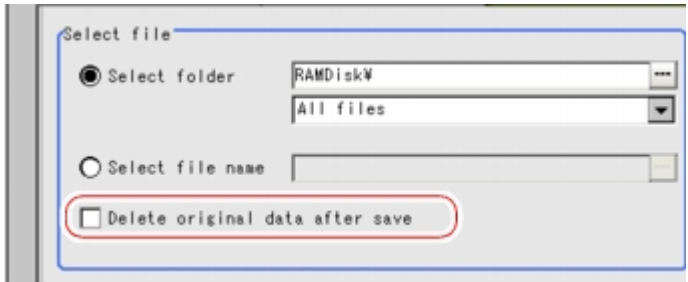 Select file
Select folder
RAMDisk¥
...
All files
Select file name
...
Delete original data after save